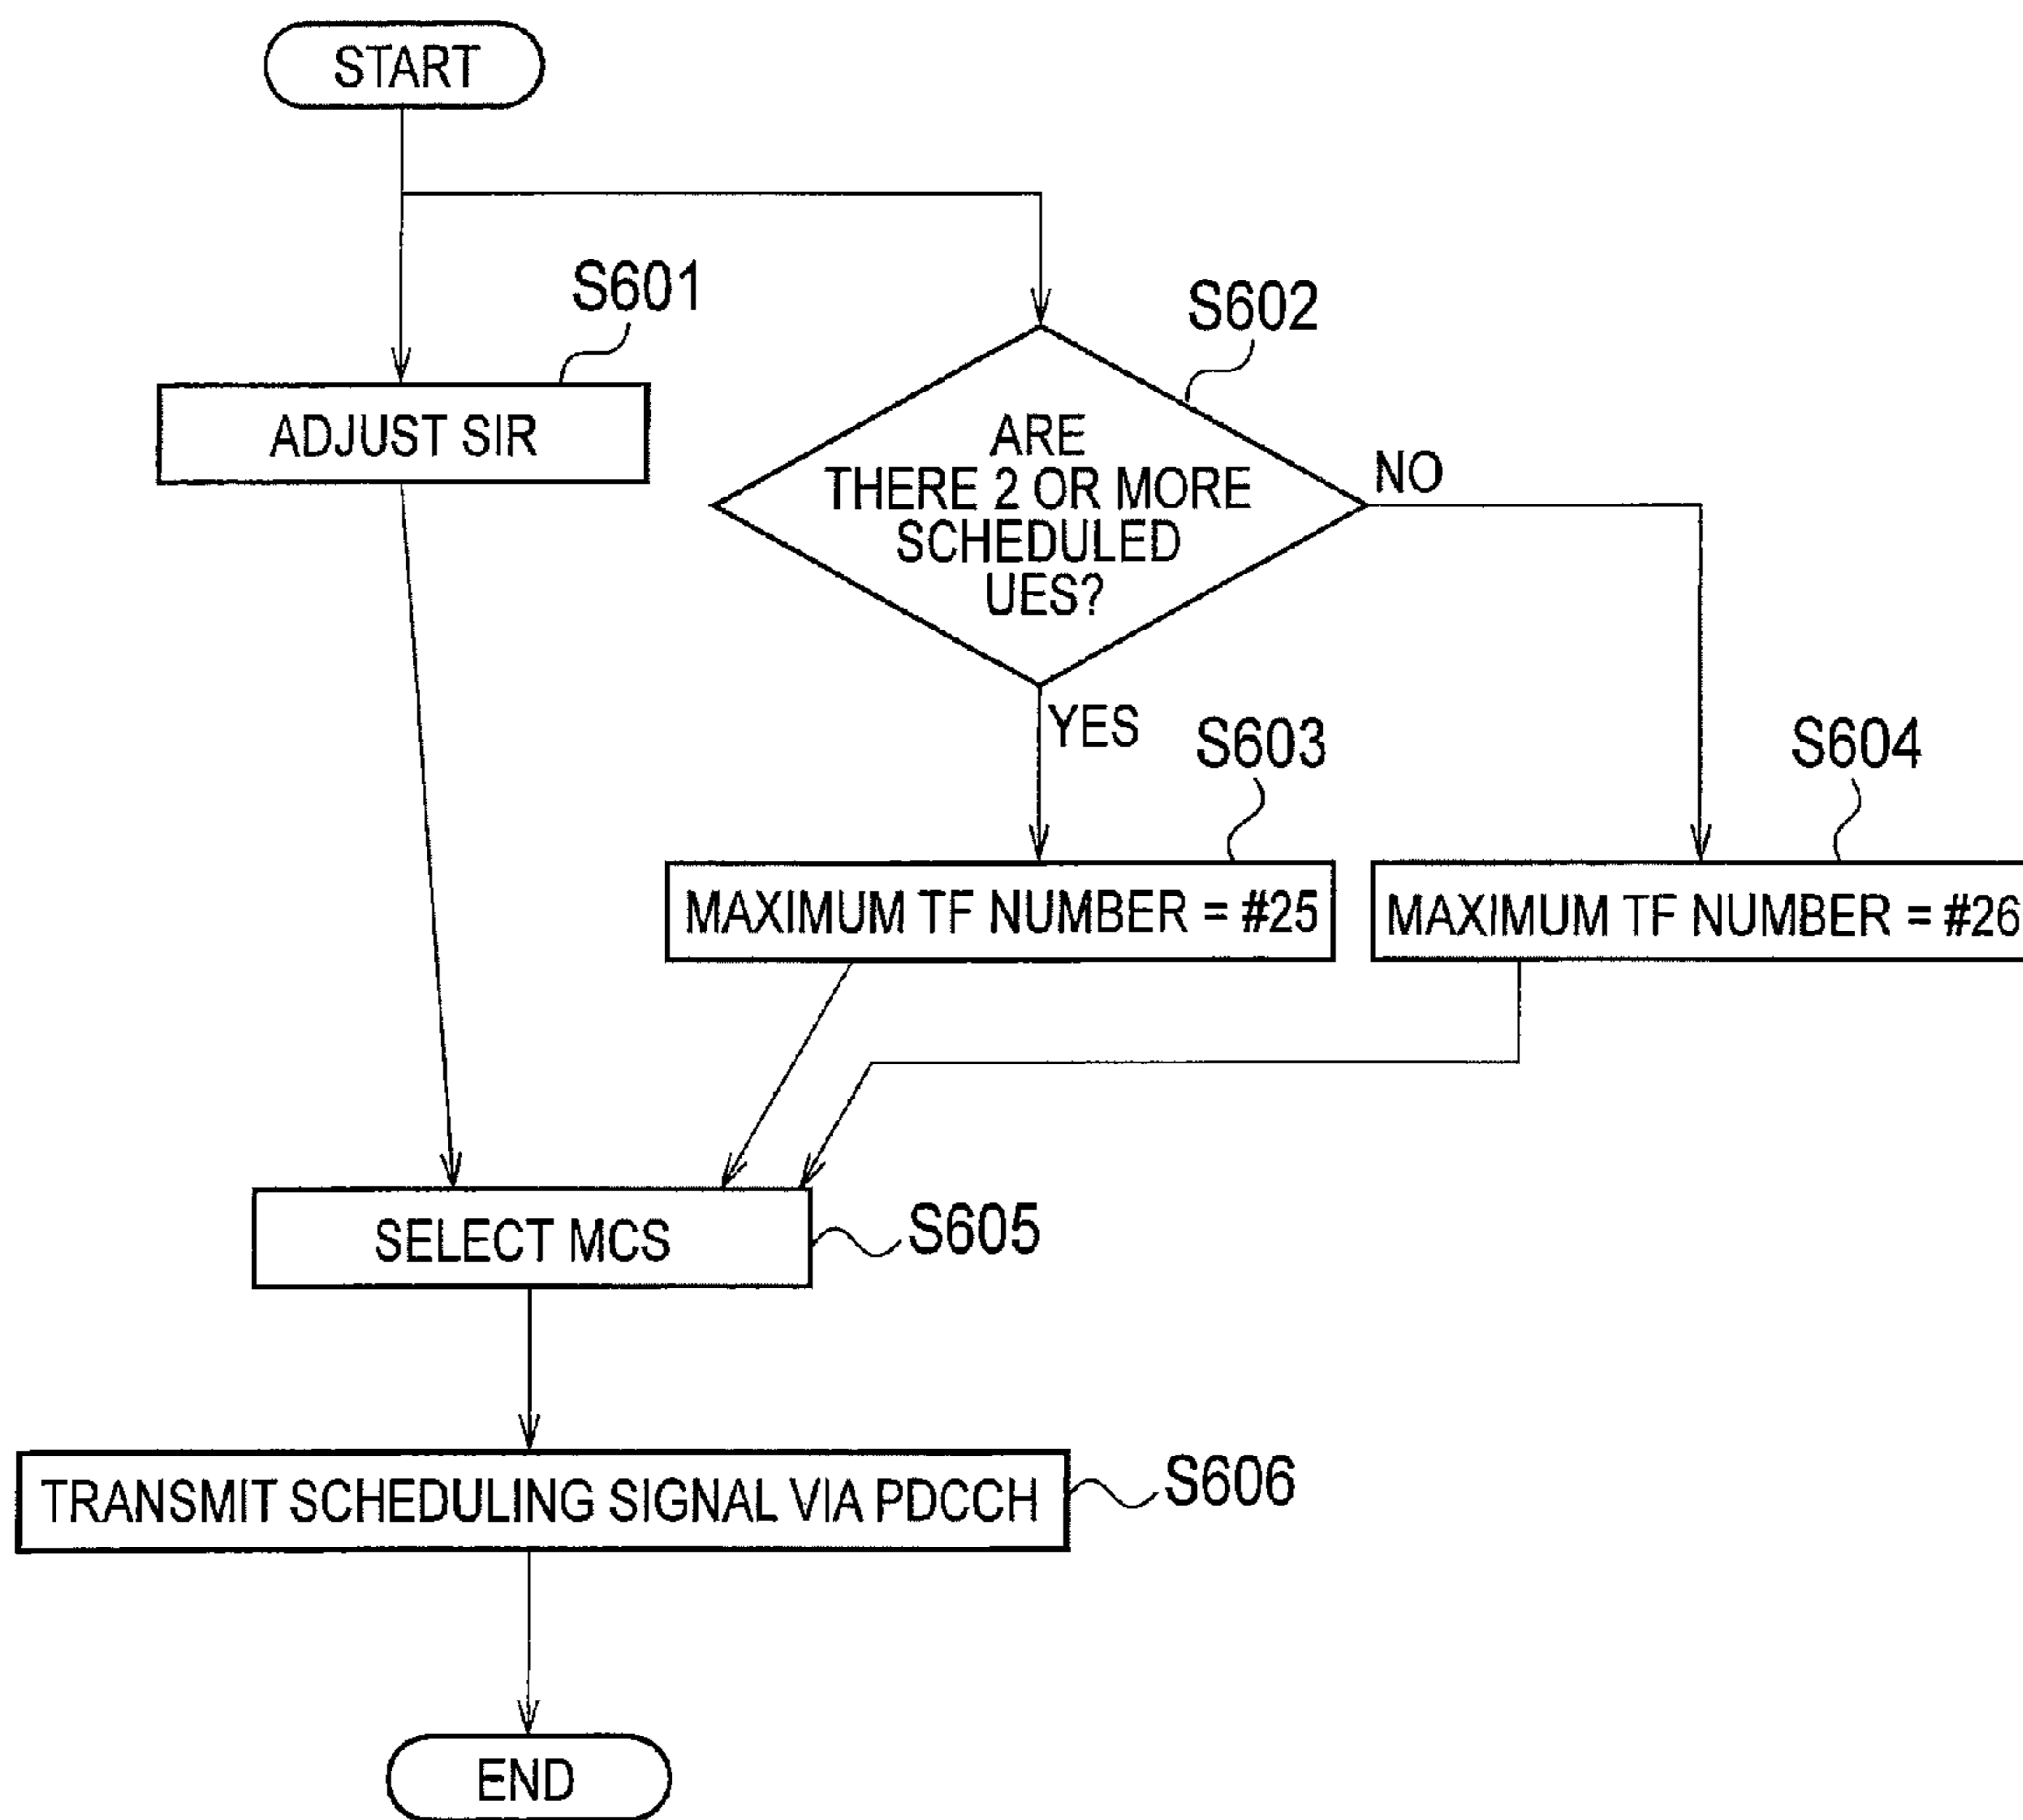 START
S601
ADJUST SIR
S602
ARE
THERE 2 OR MORE
SCHEDULED
UES?
NO
YES
S603
MAXIMUM TF NUMBER = #25
S604
MAXIMUM TF NUMBER = #26
SELECT MCS
S605
TRANSMIT SCHEDULING SIGNAL VIA PDCCH
S606
END